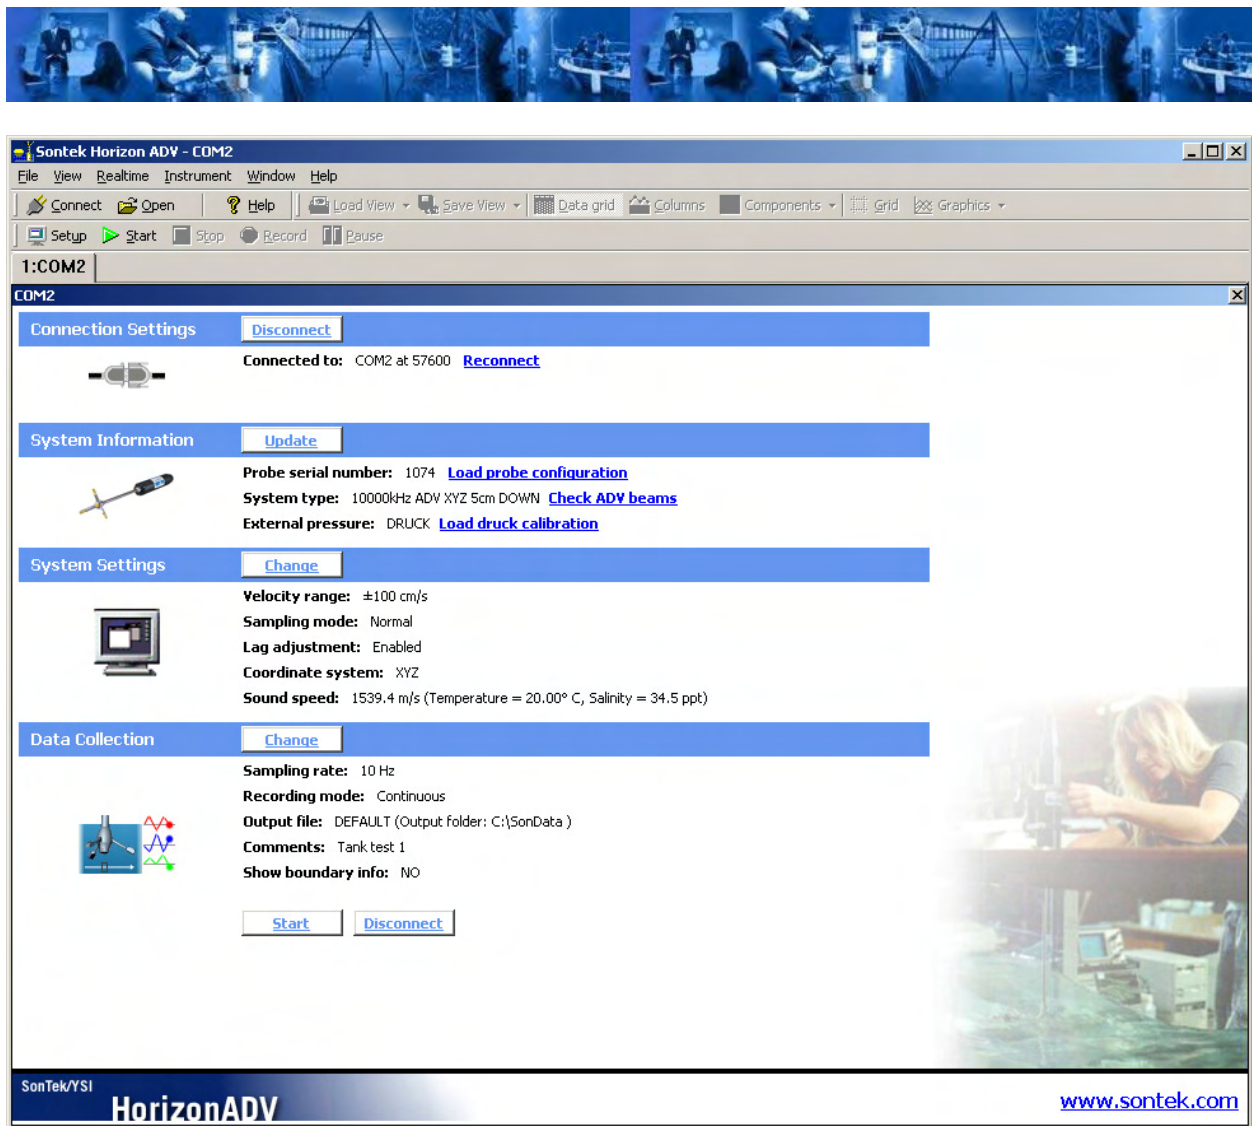 Sontek Horizon ADV - COM2
File View Realtime Instrument Window Help
Connect Open Help Load View Save View Data grid Columns Components Grid Graphics
Setup Start Stop Record Pause
1:COM2
COM2
Connection Settings Disconnect
Connected to: COM2 at 57600 Reconnect
System Information Update
Probe serial number: 1074 Load probe configuration
System type: 10000kHz ADV XYZ 5cm DOWN Check ADV beams
External pressure: DRUCK Load druck calibration
System Settings Change
Velocity range: ±100 cm/s
Sampling mode: Normal
Lag adjustment: Enabled
Coordinate system: XYZ
Sound speed: 1539.4 m/s (Temperature = 20.00° C, Salinity = 34.5 ppt)
Data Collection Change
Sampling rate: 10 Hz
Recording mode: Continuous
Output file: DEFAULT (Output folder: C:\SonData )
Comments: Tank test 1
Show boundary info: NO
Start Disconnect
SonTek/YSI
HorizonADV
www.sontek.com